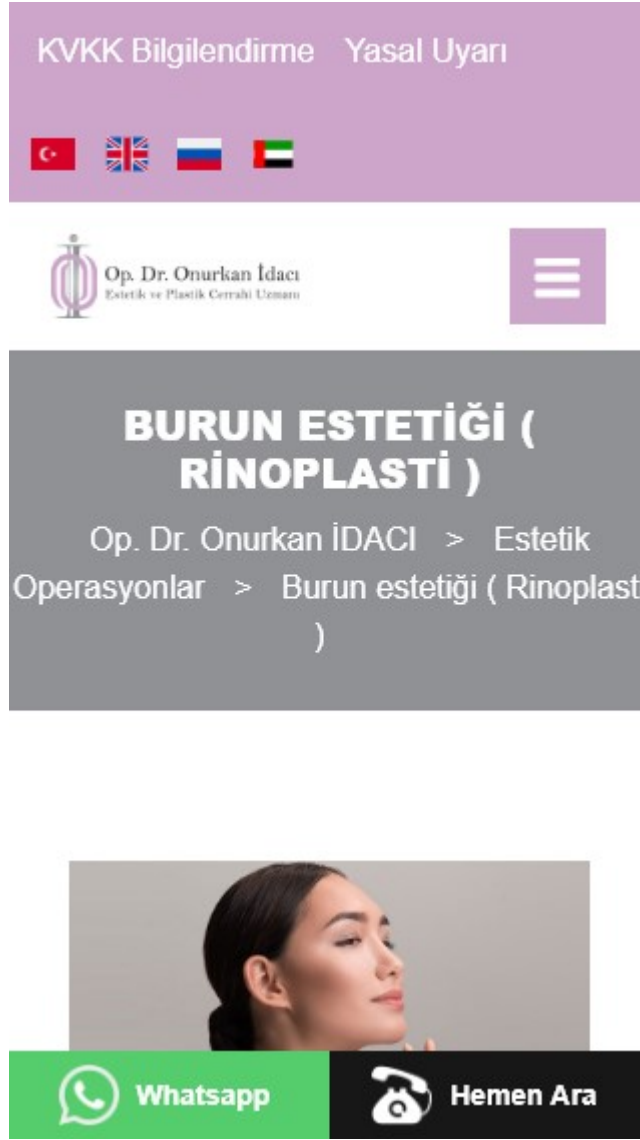 KVKK Bilgilendirme Yasal Uyarı
Op. Dr. Onurkan İdacı
Estetik ve Plastik Cerrahi Uzmanı
BURUN ESTETİĞİ (
RİNOPLASTİ )
Op. Dr. Onurkan İDACI > Estetik
Operasyonlar > Burun estetiği ( Rinoplast
)
Whatsapp Hemen Ara